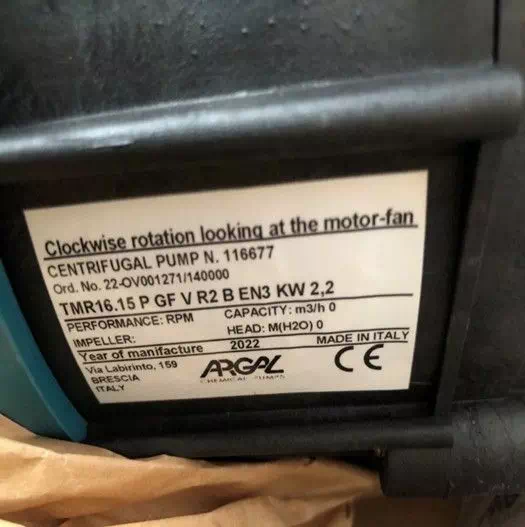 Clockwise rotation looking at the motor-fan
CENTRIFUGAL PUMP N. 116677
Ord. No. 22-OV001271/140000
TMR16.15 P GF V R2 B EN3 KW 2,2
PERFORMANCE: RPM CAPACITY: m3/h 0
IMPELLER: HEAD: M(H2O) 0
Year of manifacture 2022 MADE IN ITALY
Via Labirinto, 159
BRESCIA
ITALY
ARGAL
CHEMICAL PUMPS
CE